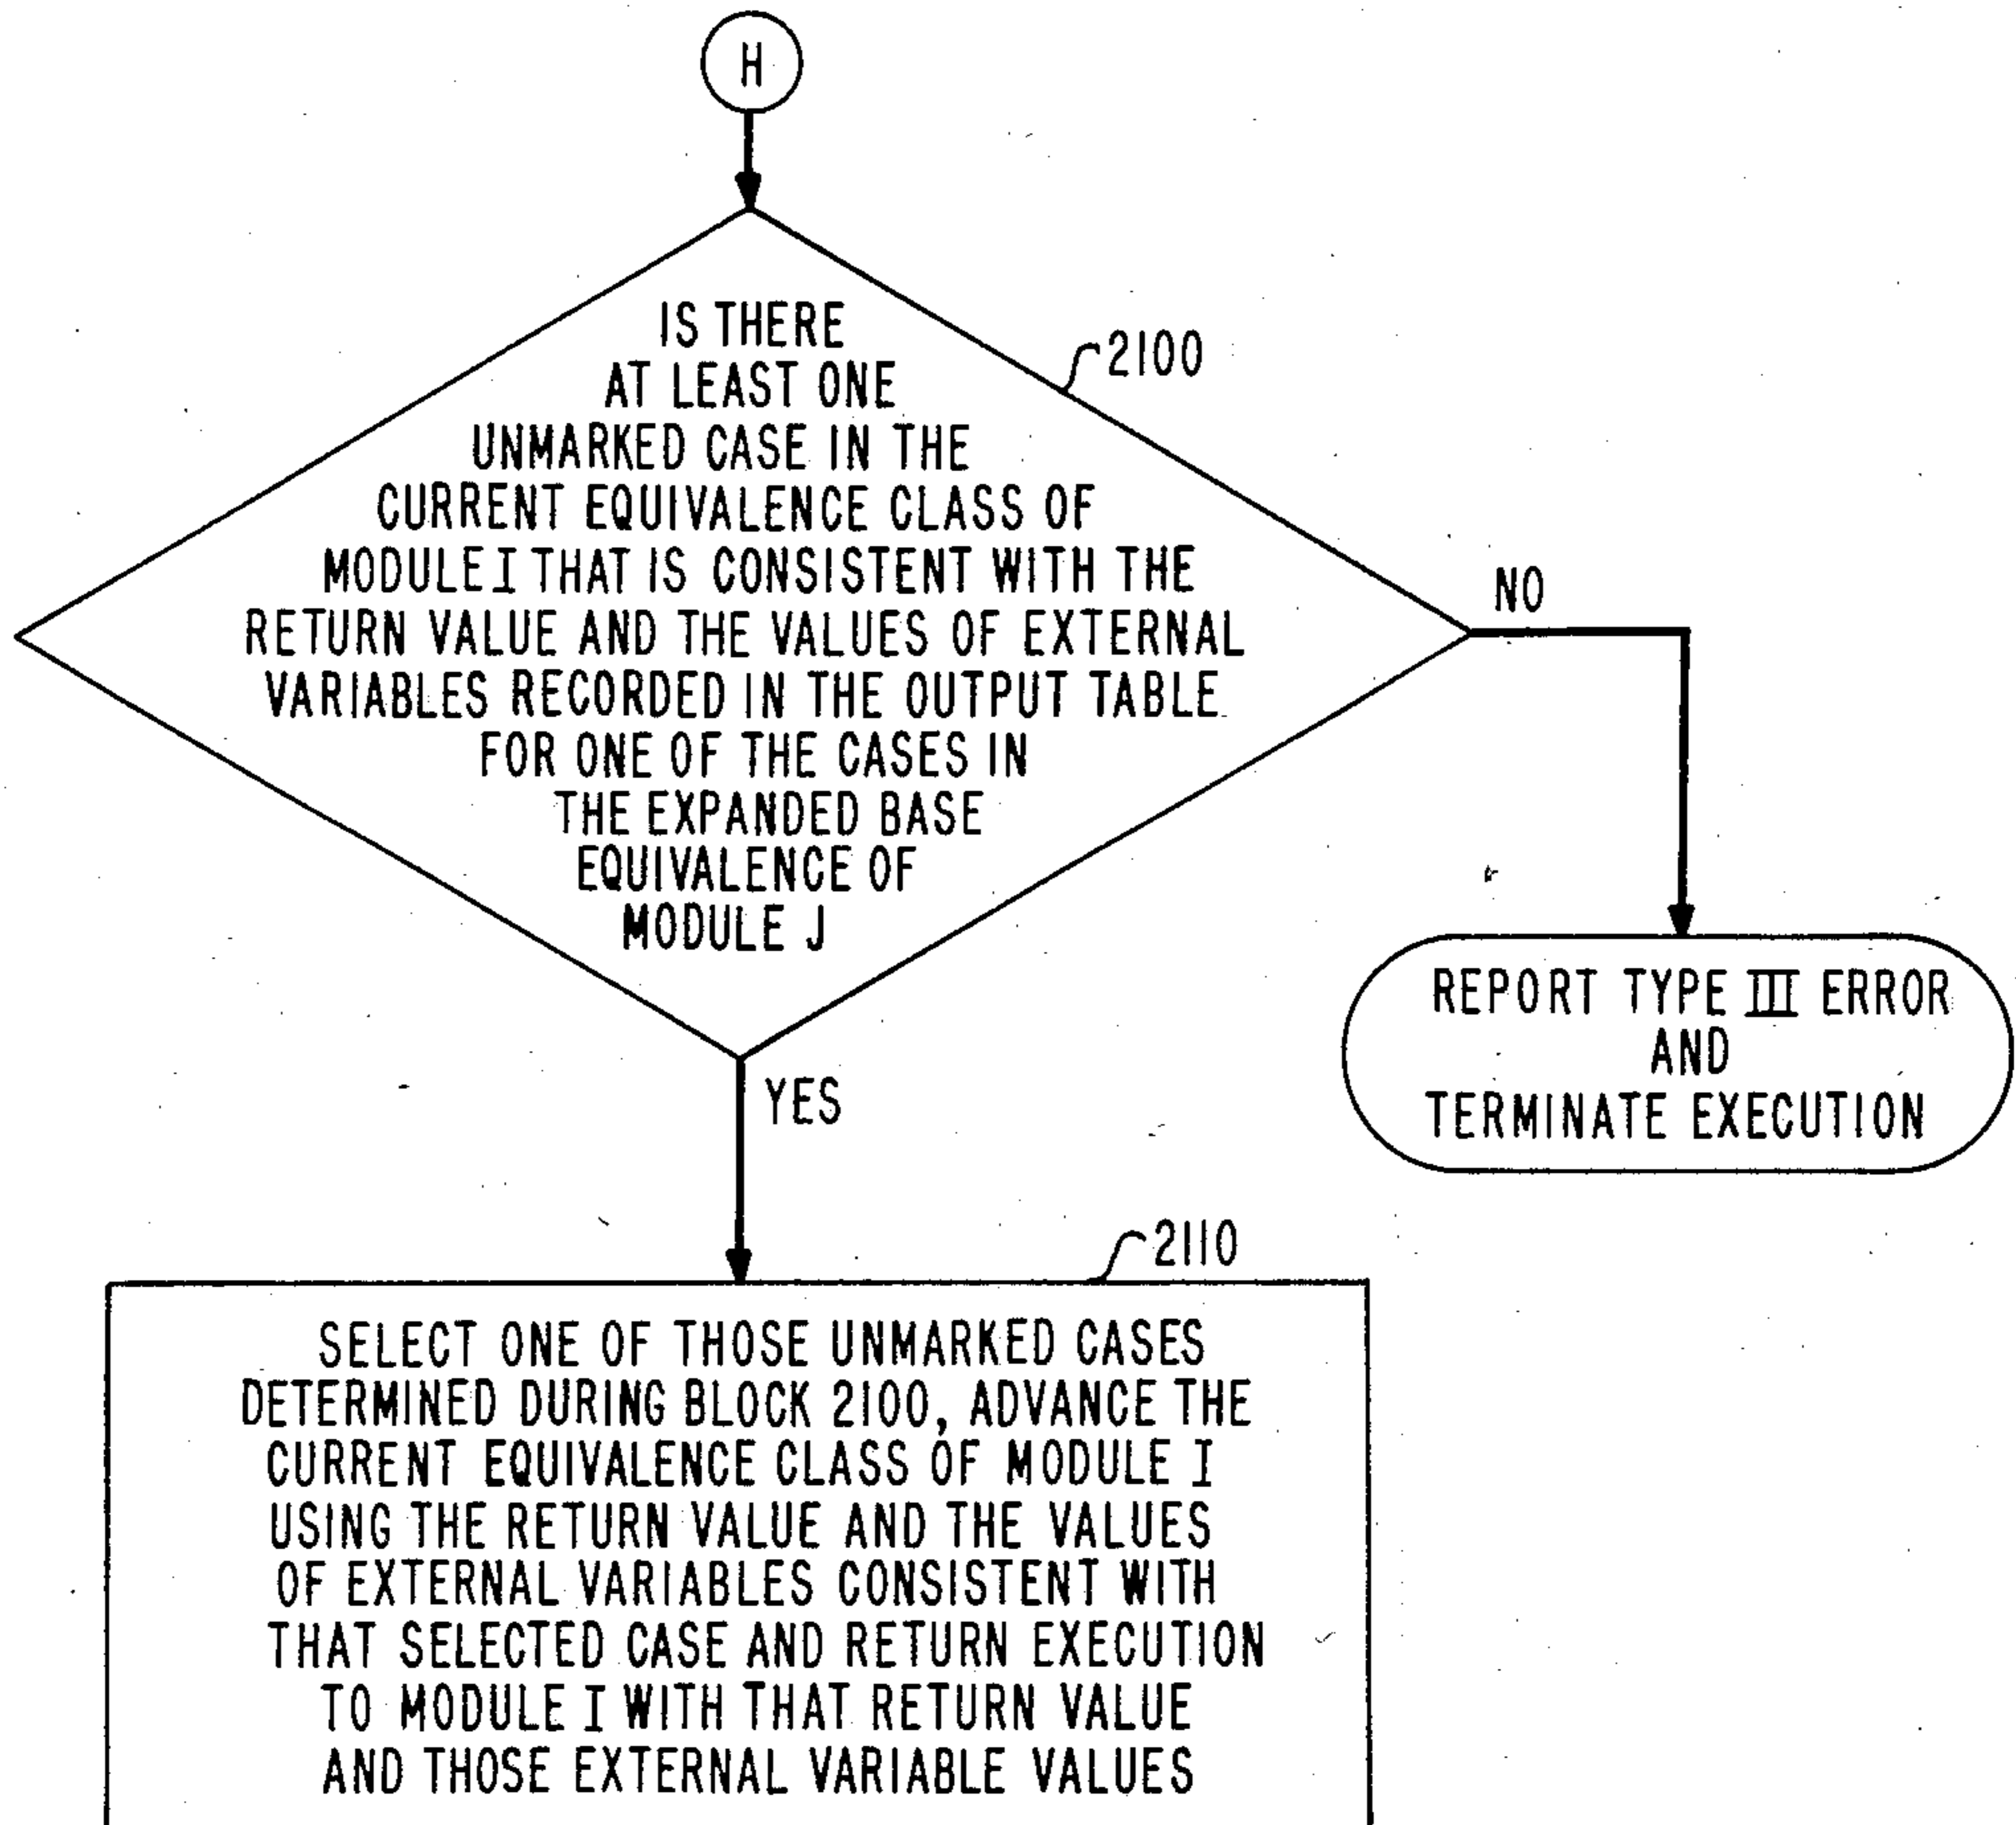 H
IS THERE
AT LEAST ONE
UNMARKED CASE IN THE
CURRENT EQUIVALENCE CLASS OF
MODULE I THAT IS CONSISTENT WITH THE
RETURN VALUE AND THE VALUES OF EXTERNAL
VARIABLES RECORDED IN THE OUTPUT TABLE
FOR ONE OF THE CASES IN
THE EXPANDED BASE
EQUIVALENCE OF
MODULE J
2100
NO
REPORT TYPE III ERROR
AND
TERMINATE EXECUTION
YES
2110
SELECT ONE OF THOSE UNMARKED CASES
DETERMINED DURING BLOCK 2100, ADVANCE THE
CURRENT EQUIVALENCE CLASS OF MODULE I
USING THE RETURN VALUE AND THE VALUES
OF EXTERNAL VARIABLES CONSISTENT WITH
THAT SELECTED CASE AND RETURN EXECUTION
TO MODULE I WITH THAT RETURN VALUE
AND THOSE EXTERNAL VARIABLE VALUES